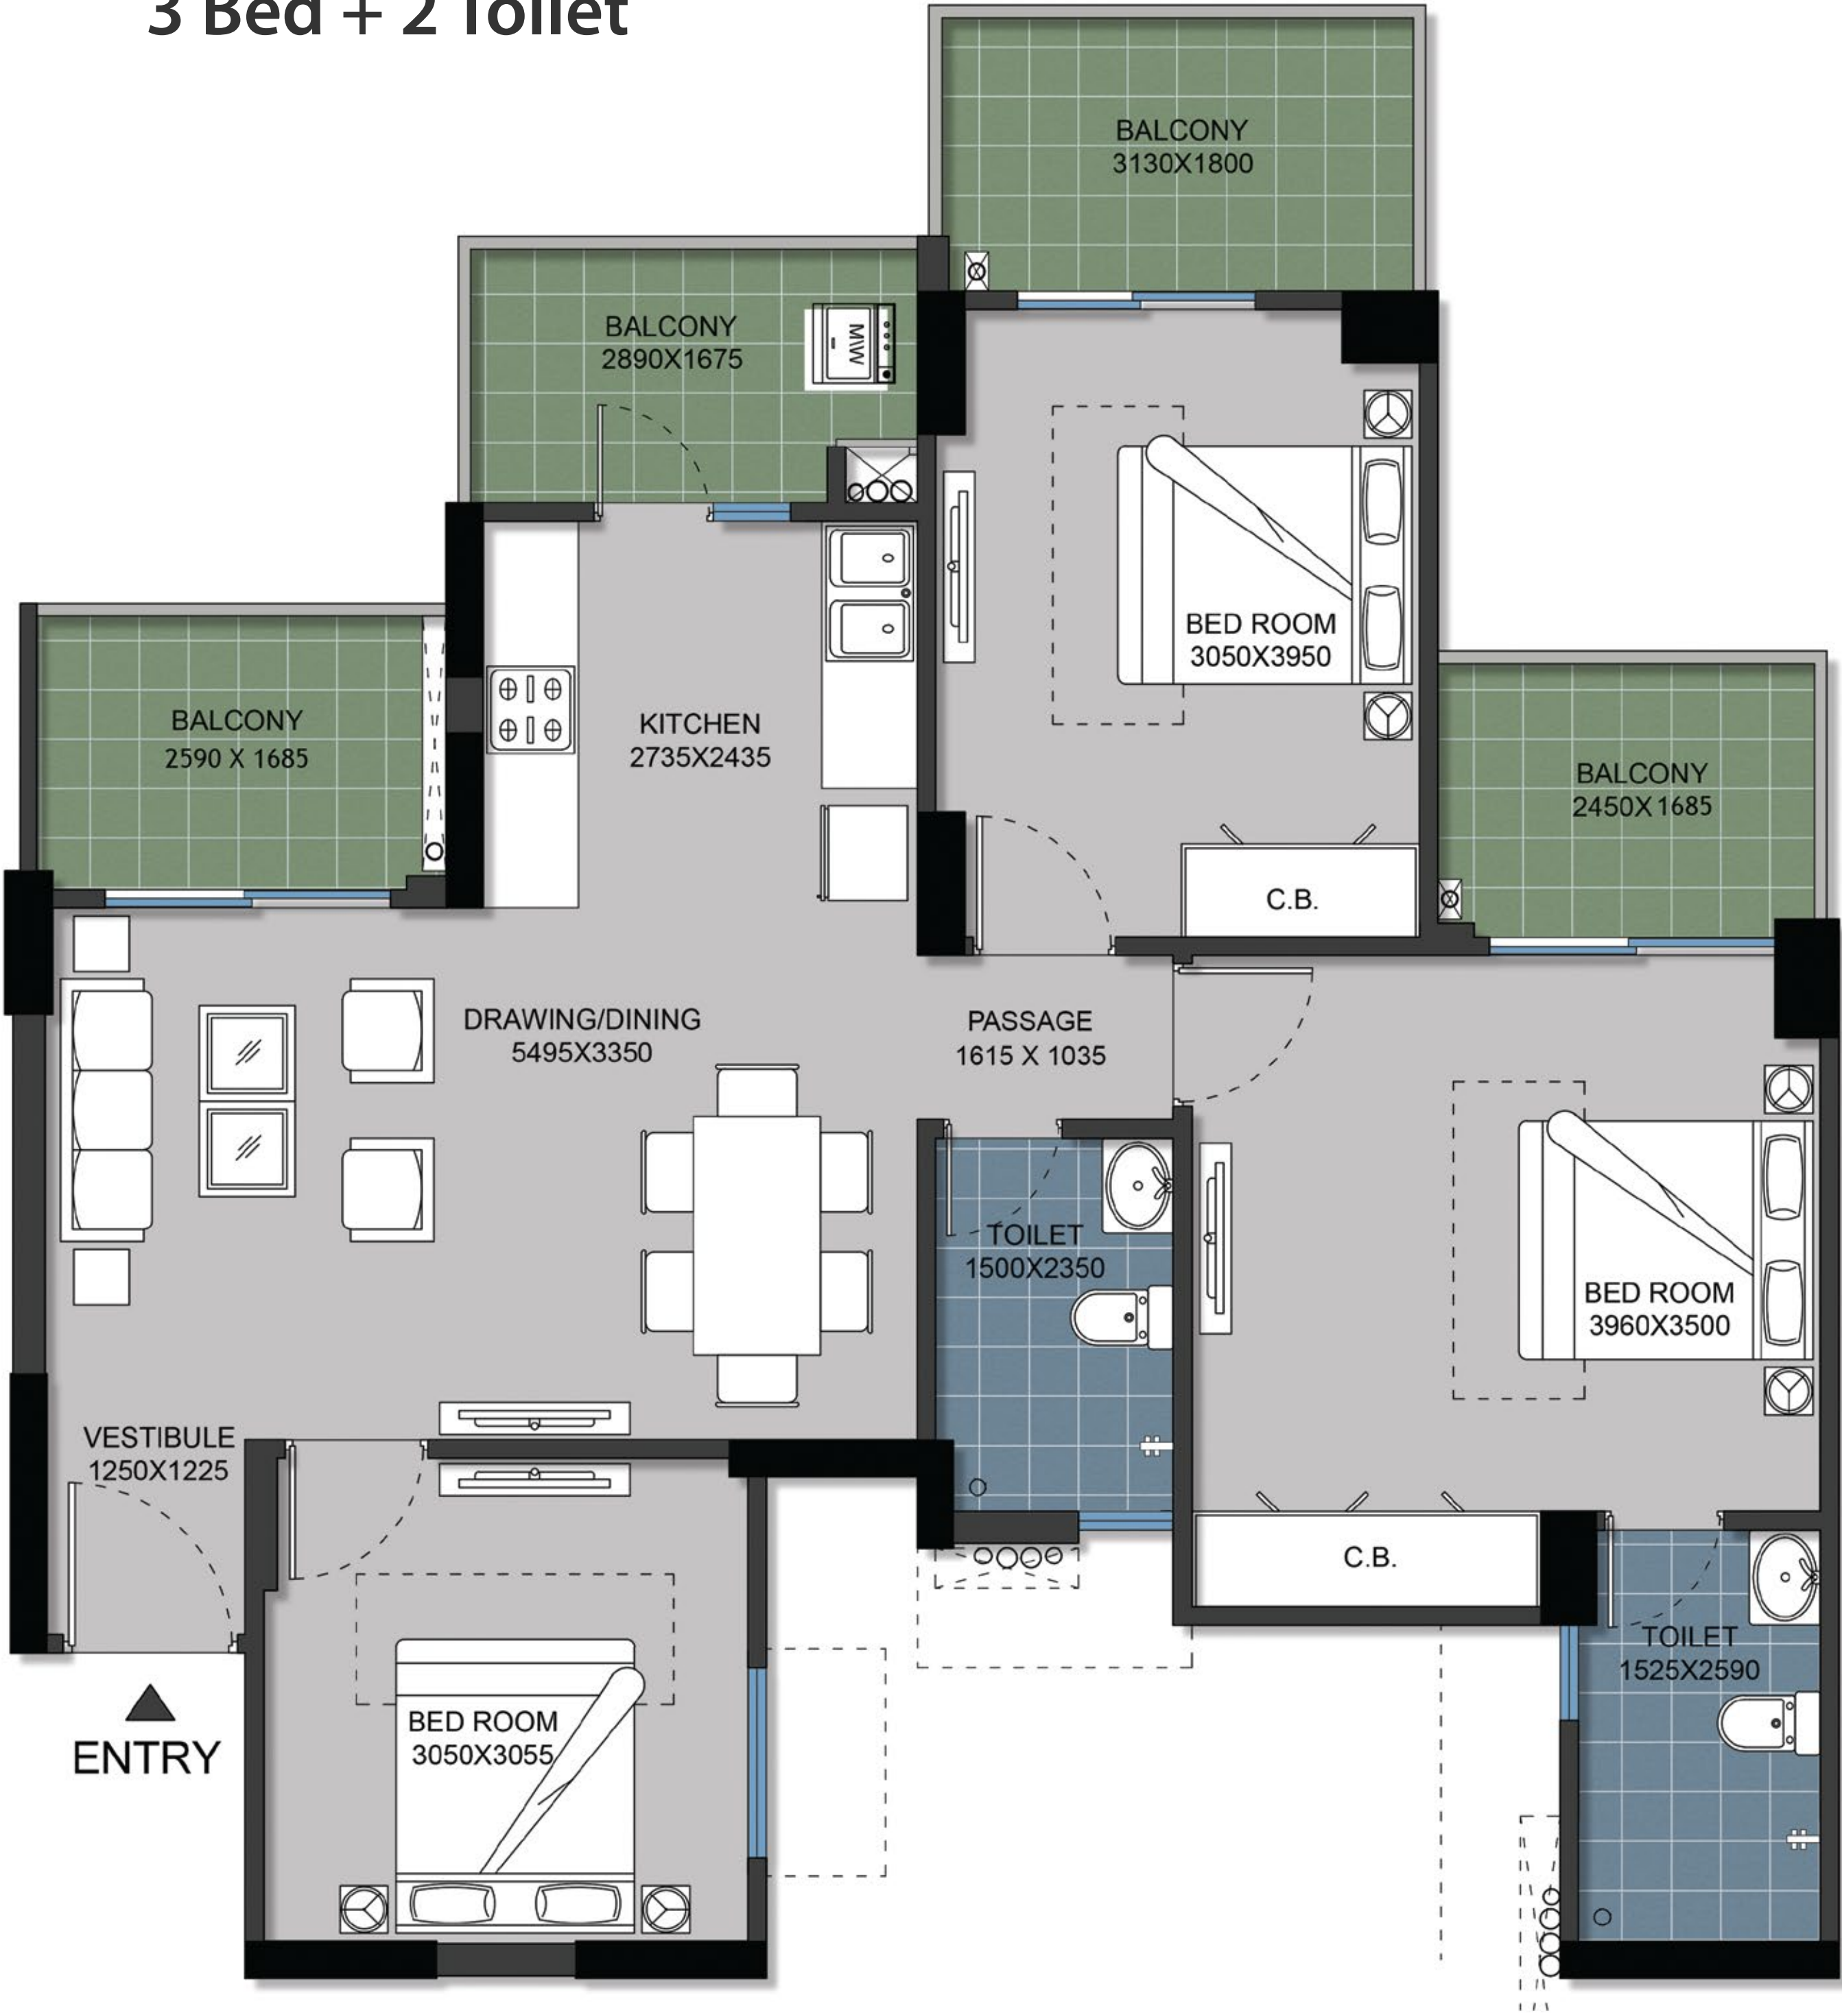 3 Bed + 2 Toilet
BALCONY
3130X1800
BALCONY
2890X1675
MW
BED ROOM
3050X3950
BALCONY
2590 X 1685
KITCHEN
2735X2435
BALCONY
2450X1685
C.B.
DRAWING/DINING
5495X3350
PASSAGE
1615 X 1035
TOILET
1500X2350
BED ROOM
3960X3500
VESTIBULE
1250X1225
C.B.
TOILET
1525X2590
BED ROOM
3050X3055
ENTRY